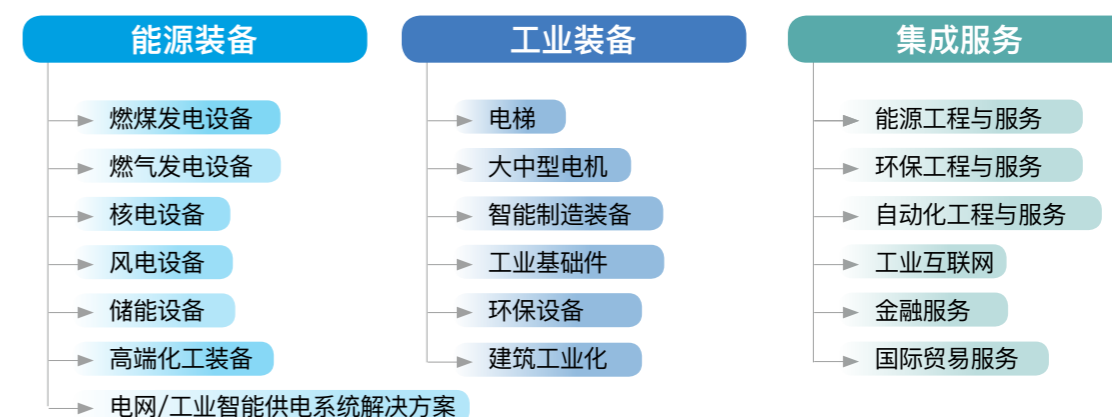 能源装备
燃煤发电设备
燃气发电设备
核电设备
风电设备
储能设备
高端化工装备
电网/工业智能供电系统解决方案
工业装备
电梯
大中型电机
智能制造装备
工业基础件
环保设备
建筑工业化
集成服务
能源工程与服务
环保工程与服务
自动化工程与服务
工业互联网
金融服务
国际贸易服务